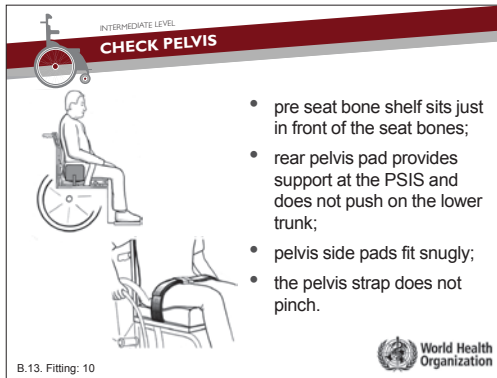 INTERMEDIATE LEVEL
CHECK PELVIS
• pre seat bone shelf sits just
in front of the seat bones;
• rear pelvis pad provides
support at the PSIS and
does not push on the lower
trunk;
• pelvis side pads fit snugly;
• the pelvis strap does not
pinch.
B.13. Fitting: 10
World Health
Organization